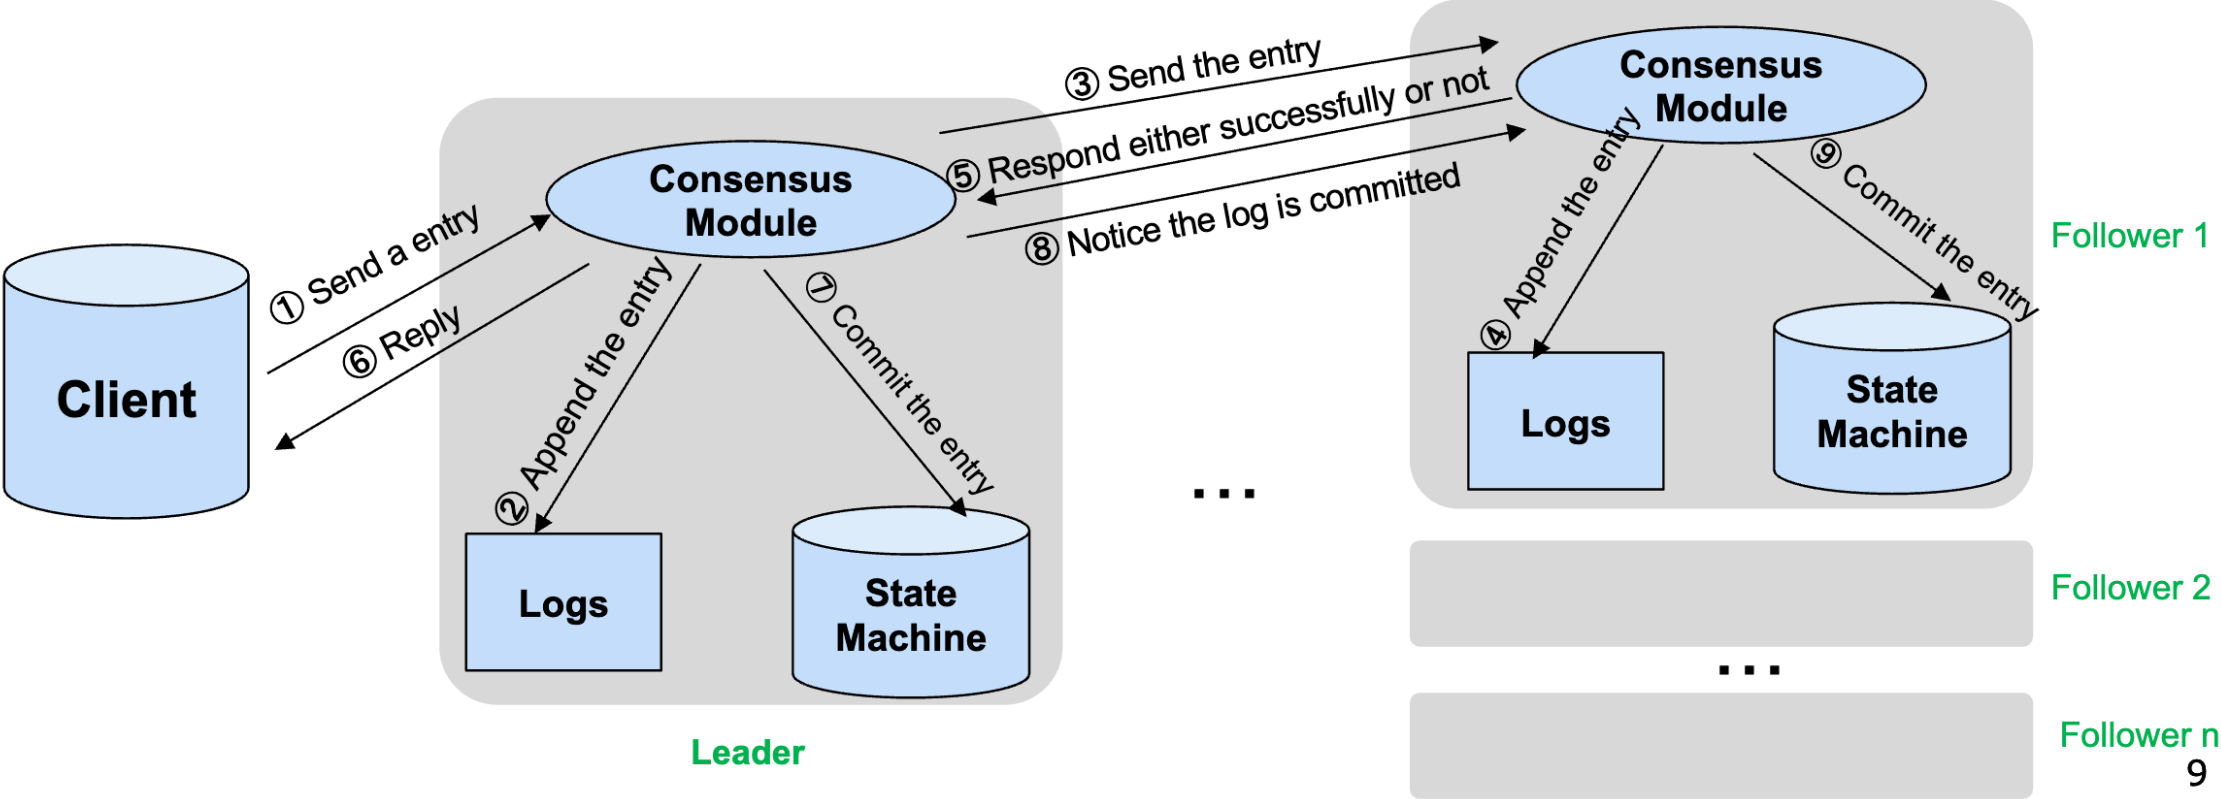 Client
① Send a entry
⑥ Reply
Consensus
Module
② Append the entry
⑦ Commit the entry
Logs
State
Machine
Leader
③ Send the entry
⑤ Respond either successfully or not
⑧ Notice the log is committed
...
Consensus
Module
④ Append the entry
⑨ Commit the entry
Logs
State
Machine
Follower 1
Follower 2
...
Follower n
9